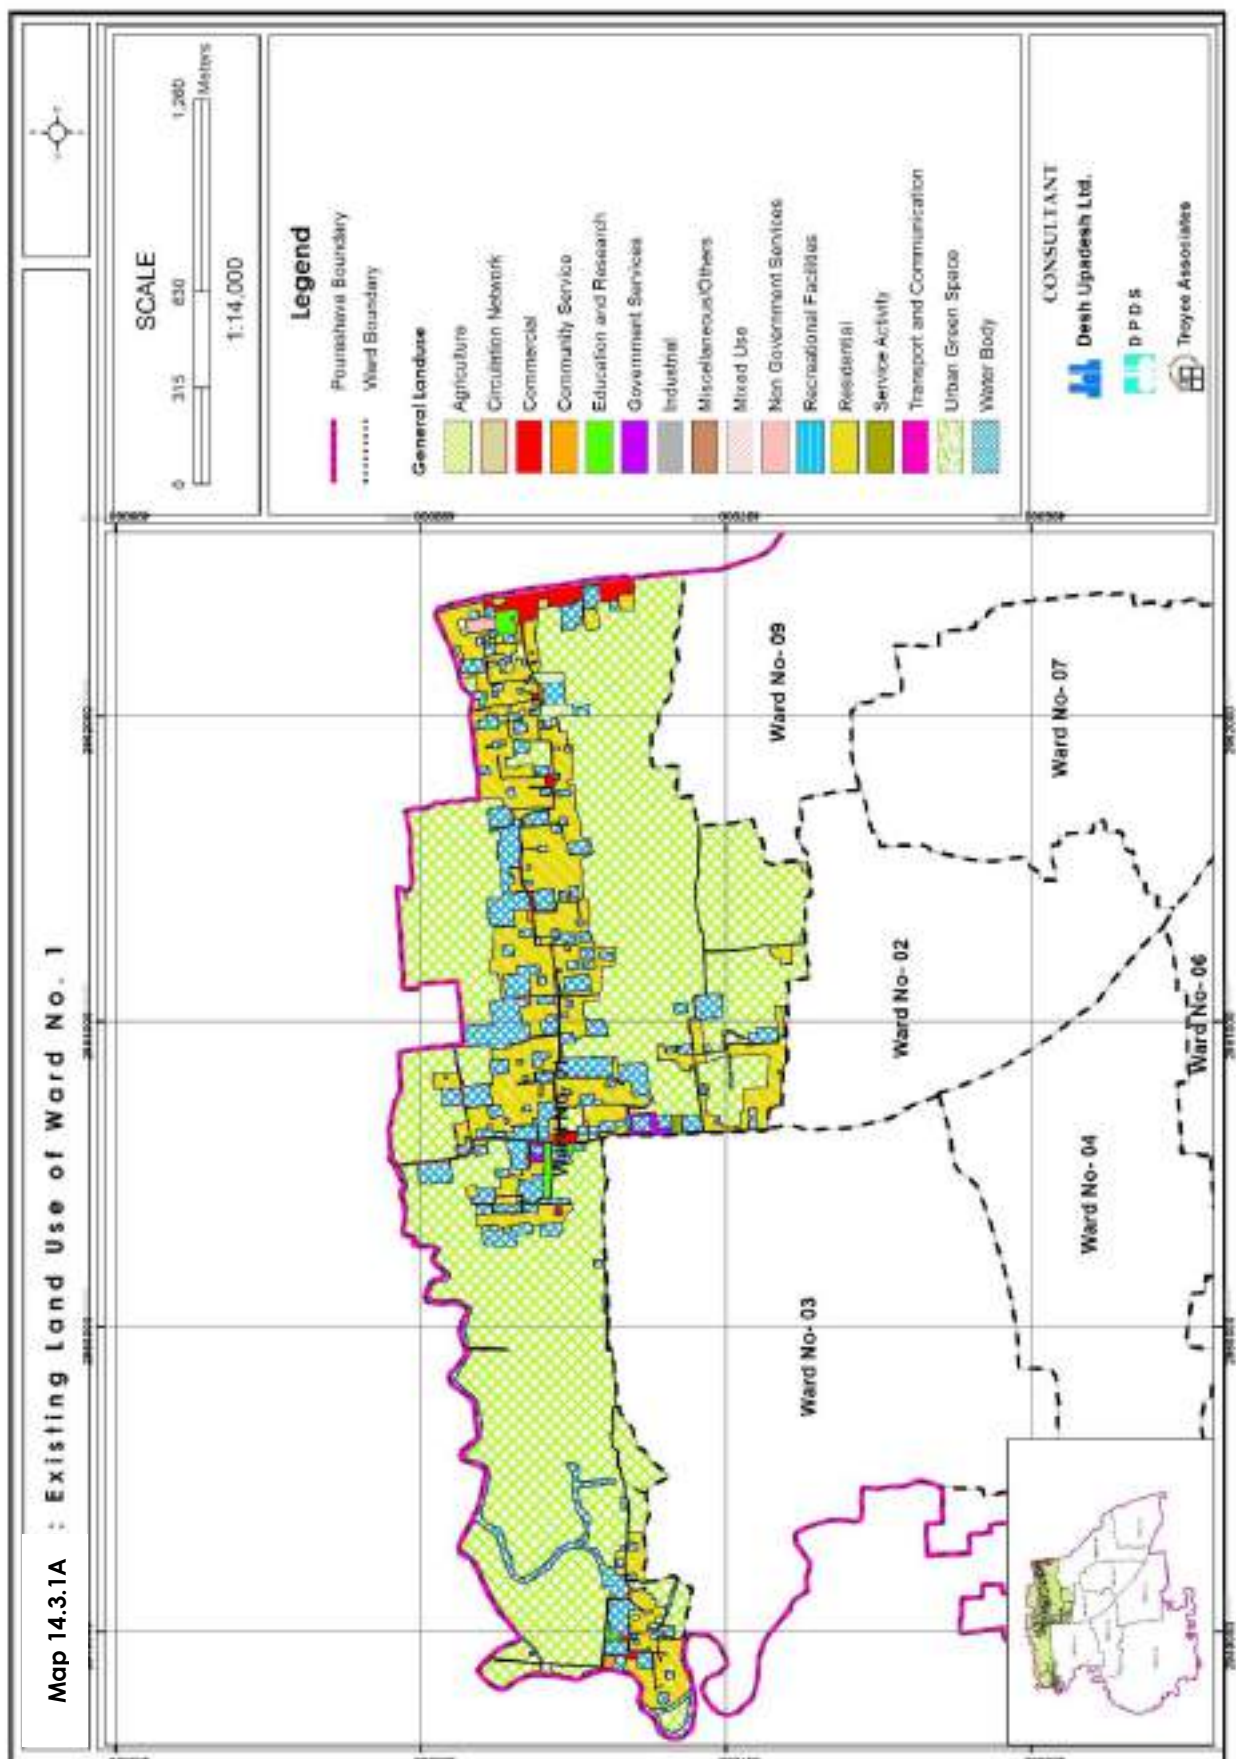 Map 14.3.1A : Existing Land Use of Ward No. 1
SCALE
0 315 630 1,260
Meters
1:14,000
Legend
Pourashava Boundary
Ward Boundary
General Landuse
Agriculture
Circulation Network
Commercial
Community Service
Education and Research
Government Services
Industrial
Miscellaneous/Others
Mixed Use
Non Government Services
Recreational Facilities
Residential
Service Activity
Transport and Communication
Urban Green Space
Water Body
CONSULTANT
Desh Upadesh Ltd.
D P D S
Troyee Associates
Ward No- 09
Ward No- 07
Ward No- 02
Ward No- 06
Ward No- 04
Ward No- 03